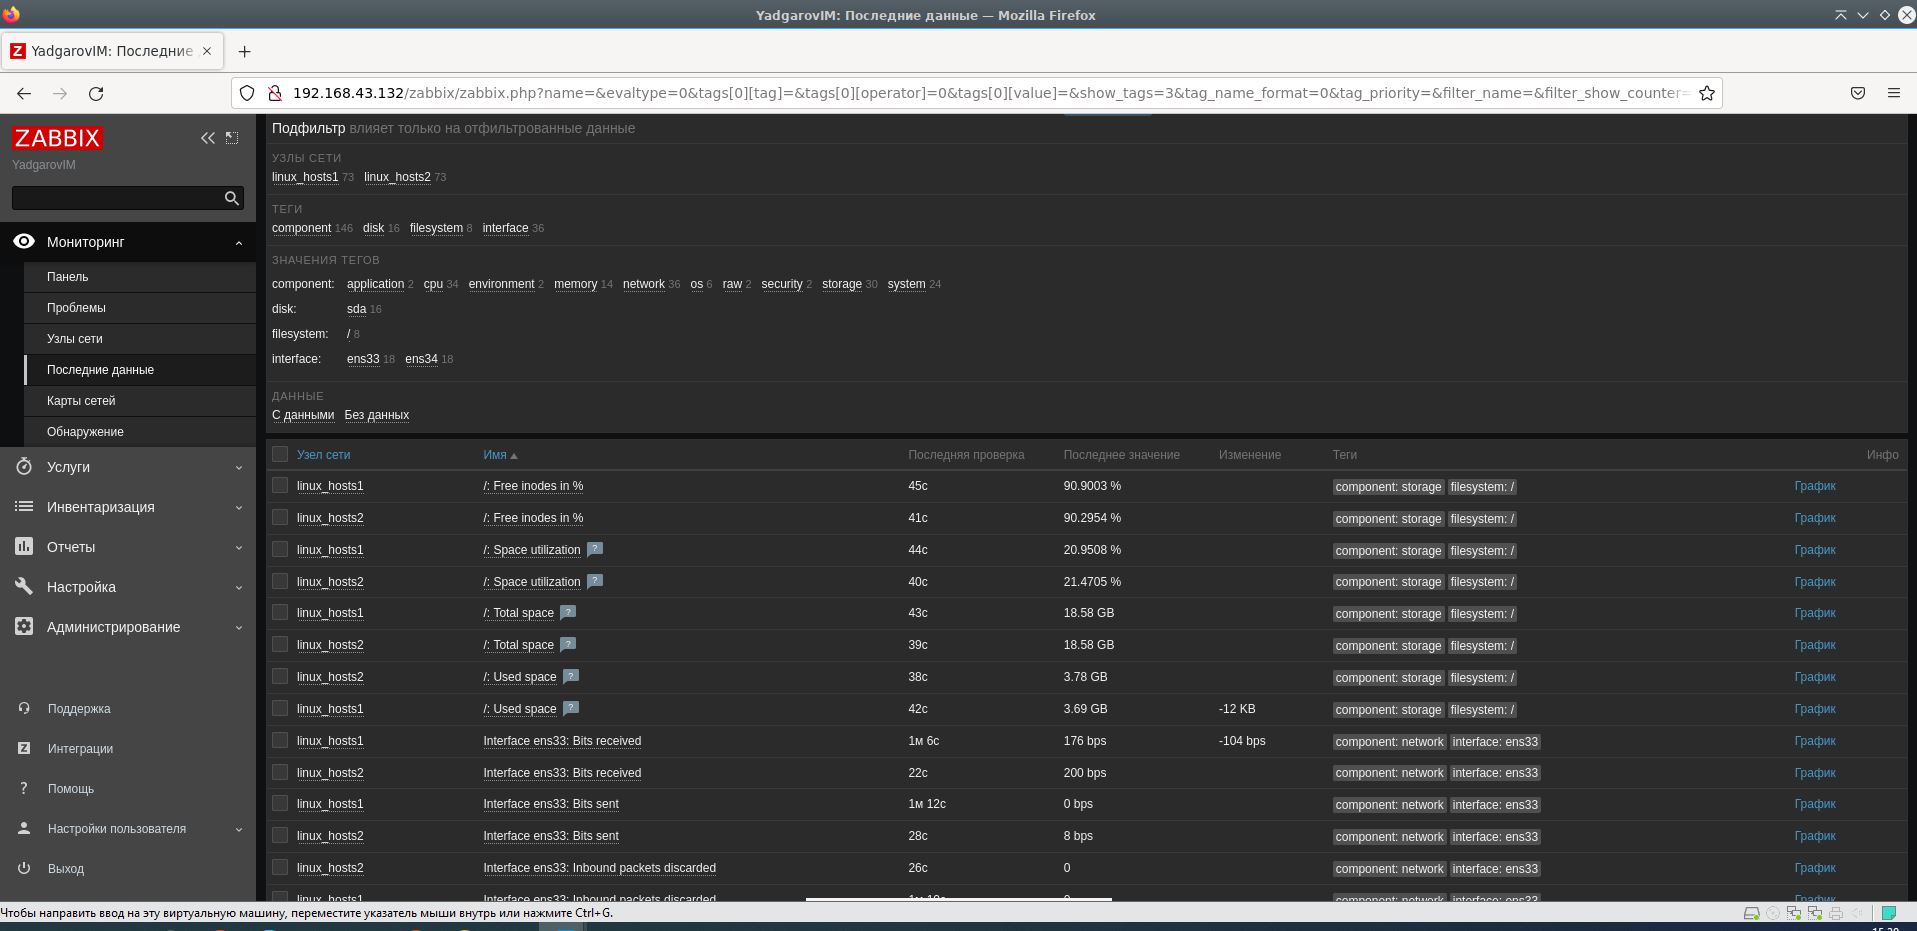 YadgarovIM: Последние данные — Mozilla Firefox
YadgarovIM: Последние
192.168.43.132/zabbix/zabbix.php?name=&evaltype=0&tags[0][tag]=&tags[0][operator]=0&tags[0][value]=&show_tags=3&tag_name_format=0&tag_priority=&filter_name=&filter_show_counter=
ZABBIX
YadgarovIM
Мониторинг
Панель
Проблемы
Узлы сети
Последние данные
Карты сетей
Обнаружение
Услуги
Инвентаризация
Отчеты
Настройка
Администрирование
Поддержка
Интеграции
Помощь
Настройки пользователя
Выход
Подфильтр влияет только на отфильтрованные данные
УЗЛЫ СЕТИ
linux_hosts1 73 linux_hosts2 73
ТЕГИ
component 146 disk 16 filesystem 8 interface 36
ЗНАЧЕНИЯ ТЕГОВ
component: application 2 cpu 34 environment 2 memory 14 network 36 os 6 raw 2 security 2 storage 30 system 24
disk: sda 16
filesystem: / 8
interface: ens33 18 ens34 18
ДАННЫЕ
С данными Без данных
Узел сети Имя Последняя проверка Последнее значение Изменение Теги Инфо
linux_hosts1 /: Free inodes in % 45с 90.9003 % component: storage filesystem: / График
linux_hosts2 /: Free inodes in % 41с 90.2954 % component: storage filesystem: / График
linux_hosts1 /: Space utilization ? 44с 20.9508 % component: storage filesystem: / График
linux_hosts2 /: Space utilization ? 40с 21.4705 % component: storage filesystem: / График
linux_hosts1 /: Total space ? 43с 18.58 GB component: storage filesystem: / График
linux_hosts2 /: Total space ? 39с 18.58 GB component: storage filesystem: / График
linux_hosts2 /: Used space ? 38с 3.78 GB component: storage filesystem: / График
linux_hosts1 /: Used space ? 42с 3.69 GB -12 KB component: storage filesystem: / График
linux_hosts1 Interface ens33: Bits received 1м 6с 176 bps -104 bps component: network interface: ens33 График
linux_hosts2 Interface ens33: Bits received 22с 200 bps component: network interface: ens33 График
linux_hosts1 Interface ens33: Bits sent 1м 12с 0 bps component: network interface: ens33 График
linux_hosts2 Interface ens33: Bits sent 28с 8 bps component: network interface: ens33 График
linux_hosts2 Interface ens33: Inbound packets discarded 26с 0 component: network interface: ens33 График
linux_hosts1 Interface ens33: Inbound packets discarded 1м 10с 0 component: network interface: ens33 График
Чтобы направить ввод на эту виртуальную машину, переместите указатель мыши внутрь или нажмите Ctrl+G.